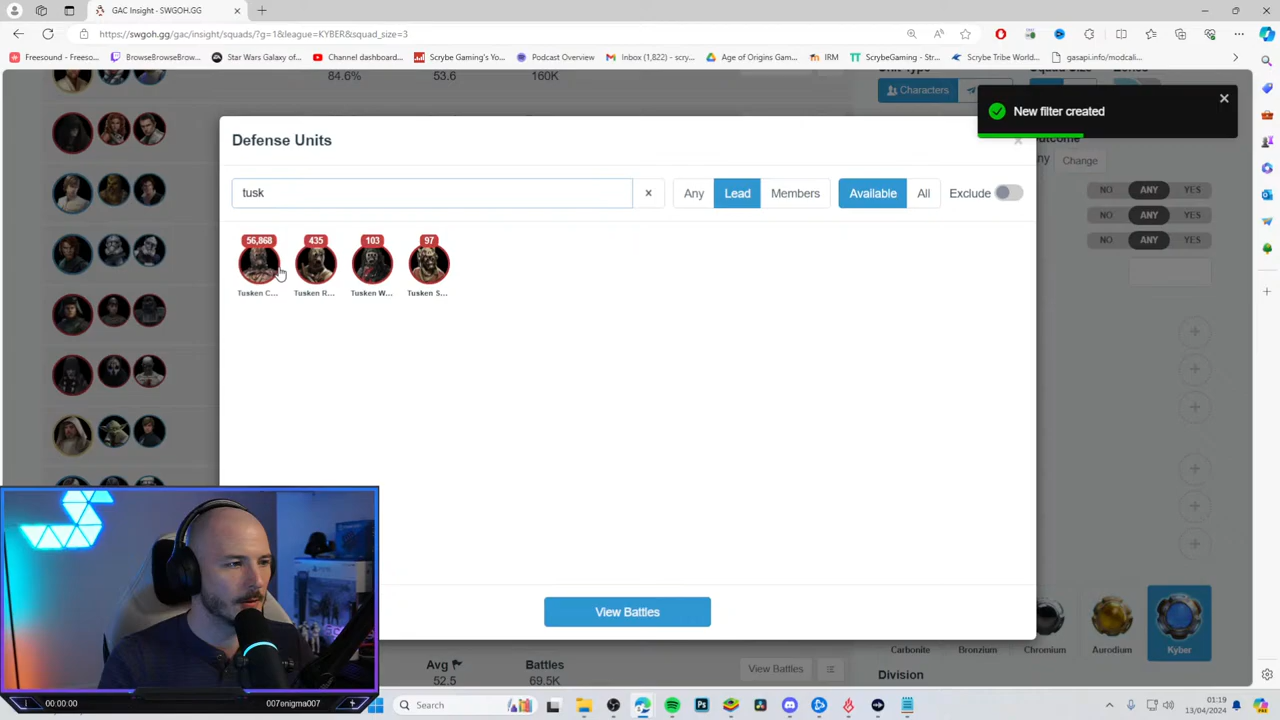 GAC Insight - SWGOH.GG
https://swgoh.gg/gac/insight/squads/?g=1&league=KYBER&squad_size=3
Freesound - Freeso...
BrowseBrowseBrow...
Star Wars Galaxy of...
Channel dashboard...
Scrybe Gaming's Yo...
Podcast Overview
Inbox (1,822) - scry...
Age of Origins Gam...
IRM
ScrybeGaming - Str...
Scrybe Tribe World...
gasapi.info/modcali...
84.6%
53.6
160K
Characters
New filter created
Defense Units
Any
Change
tusk
Any
Lead
Members
Available
All
Exclude
NO ANY YES
NO ANY YES
NO ANY YES
56,868
435
103
97
Tusken C...
Tusken R...
Tusken W...
Tusken S...
View Battles
Carbonite
Bronzium
Chromium
Aurodium
Kyber
Avg
Battles
52.5
69.5K
View Battles
Division
00:00:00
007enigma007
Search
01:19
13/04/2024